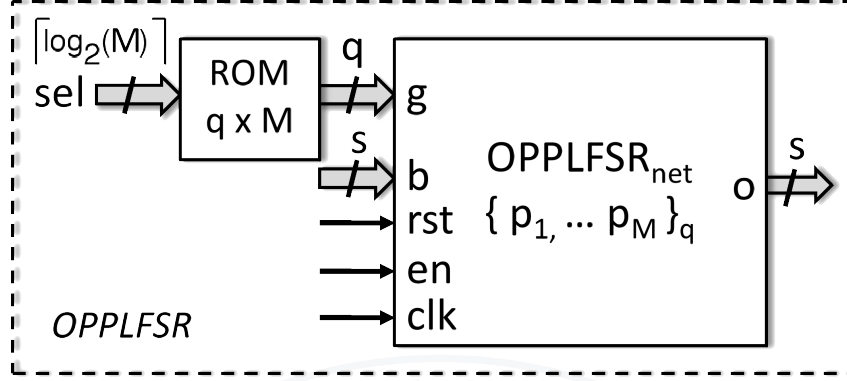 ⌈log₂(M)⌉
sel
ROM
q x M
q
g
s
b
rst
en
clk
OPPLFSRnet
{ p1, ... pM }q
o
s
OPPLFSR